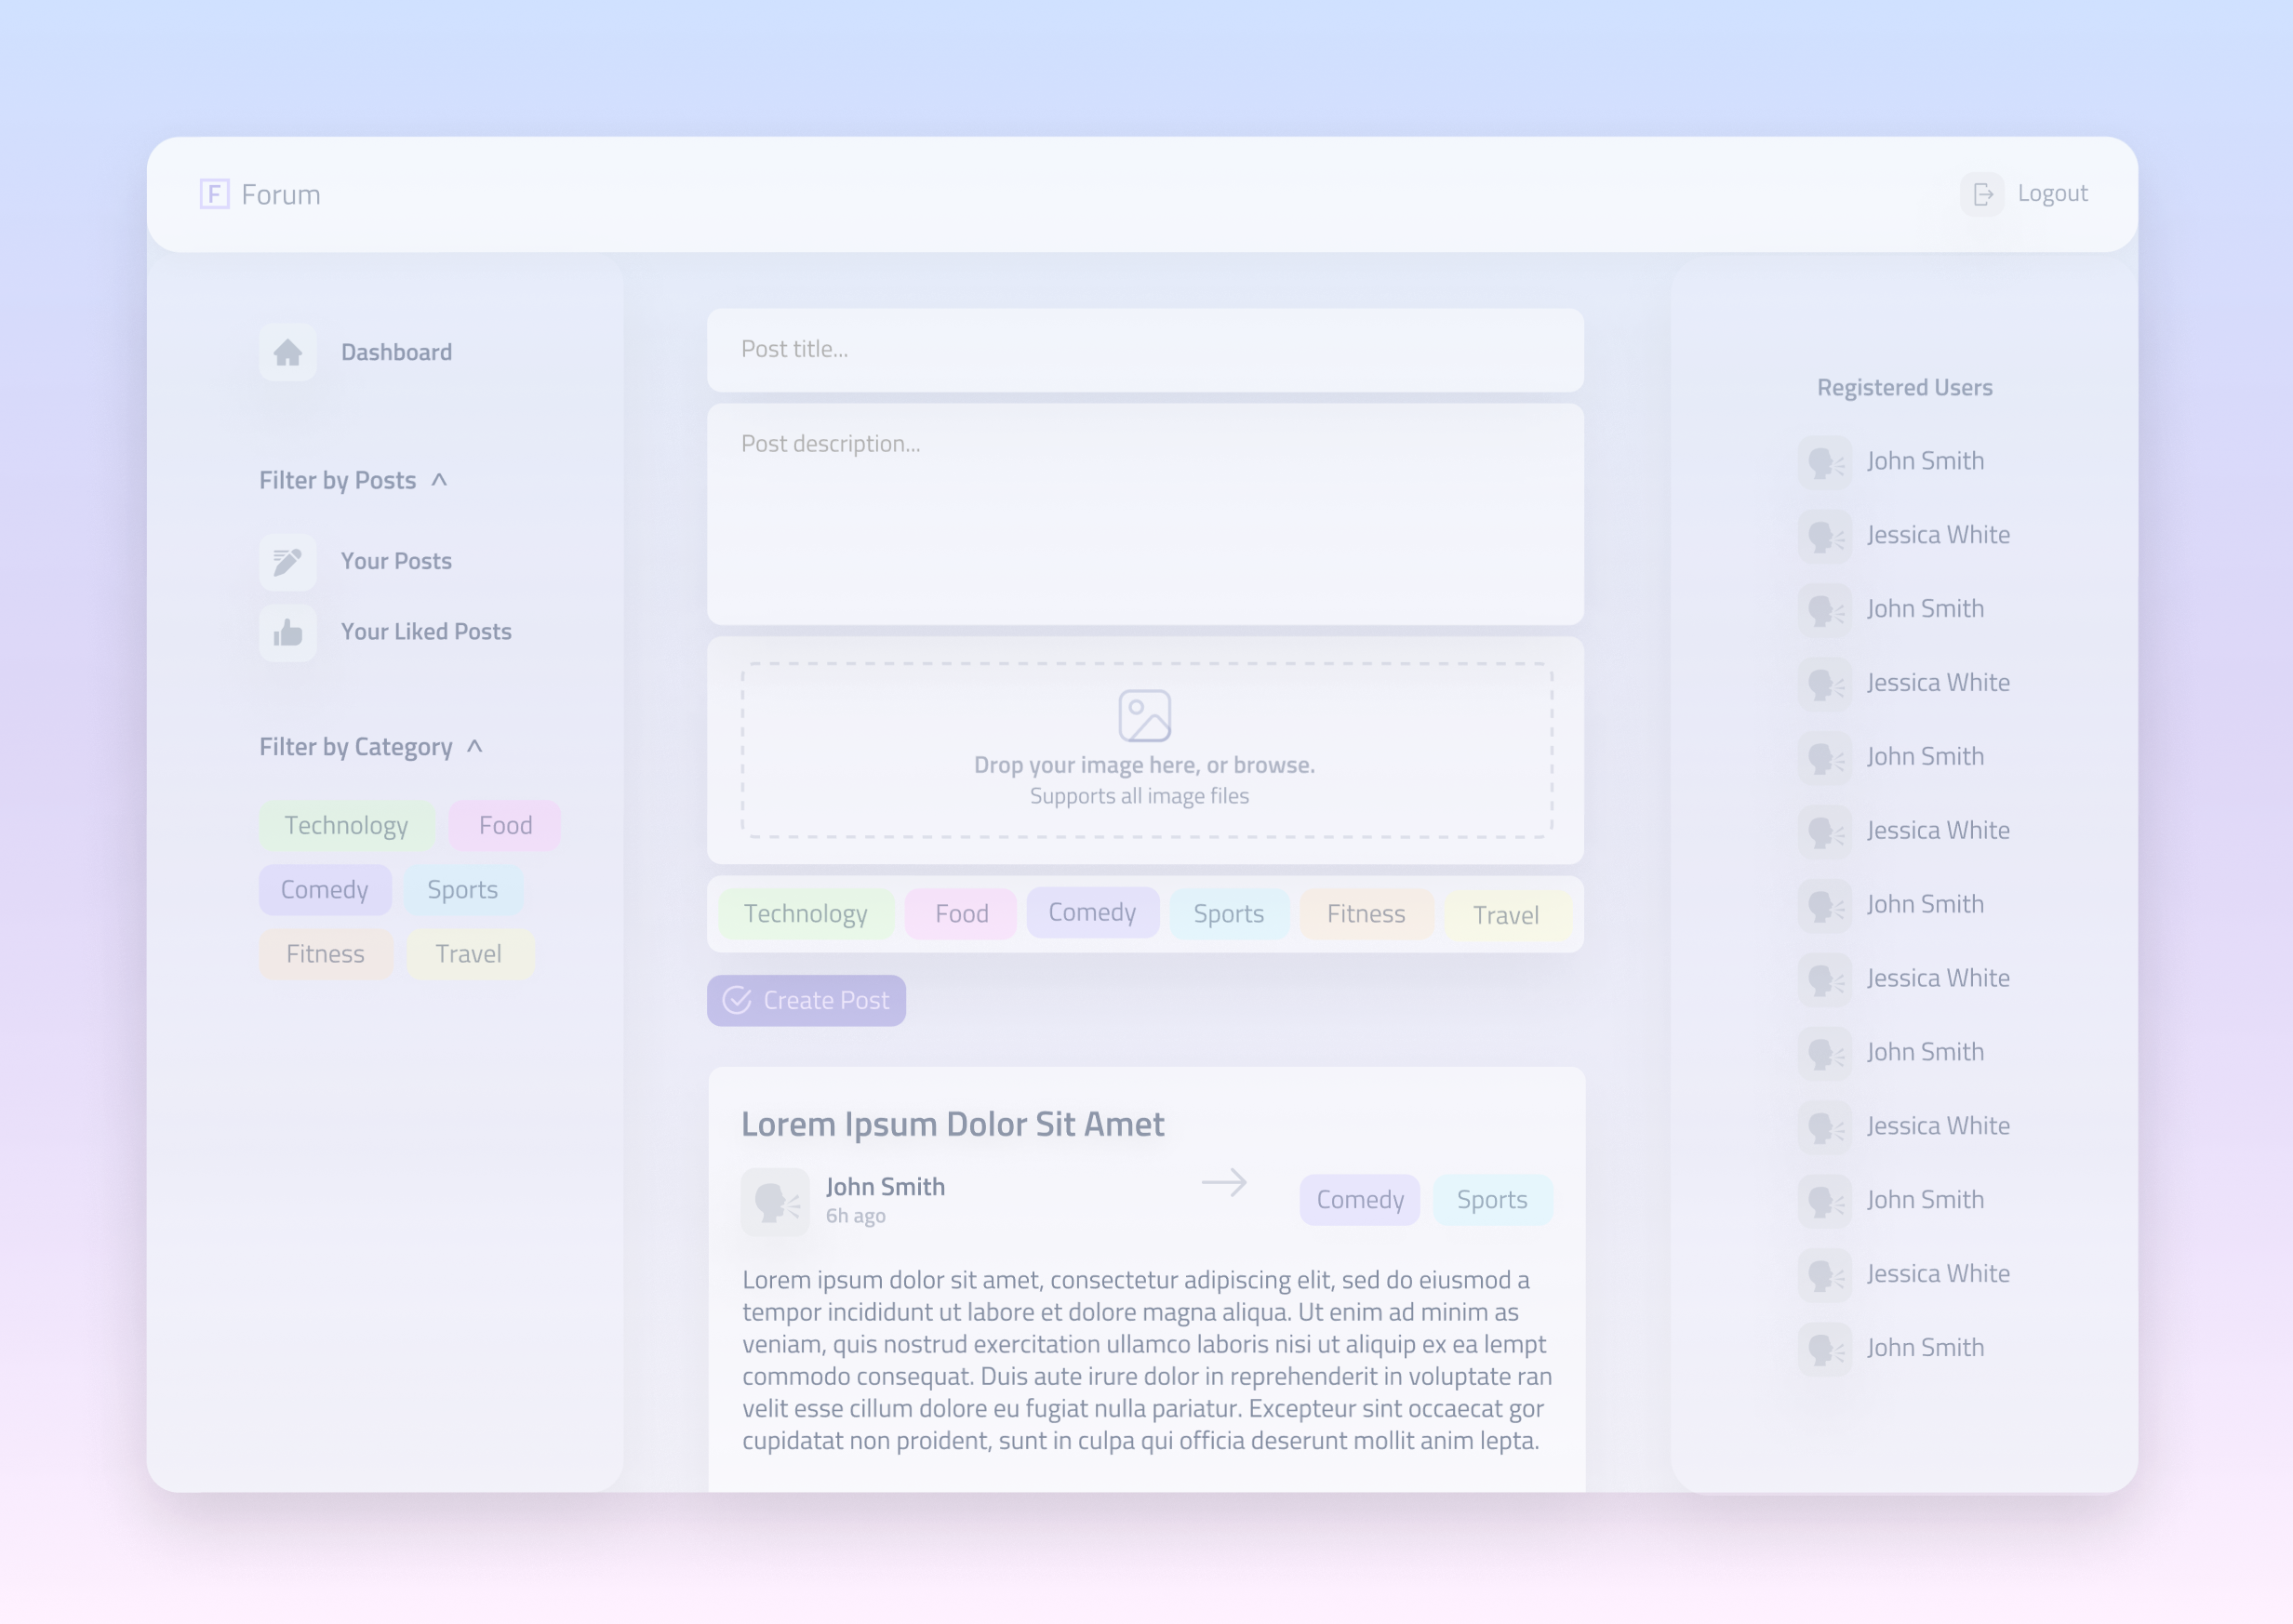 F Forum
Logout
Dashboard
Filter by Posts ^
Your Posts
Your Liked Posts
Filter by Category ^
Technology Food
Comedy Sports
Fitness Travel
Post title...
Post description...
Drop your image here, or browse.
Supports all image files
Technology Food Comedy Sports Fitness Travel
Create Post
Lorem Ipsum Dolor Sit Amet
John Smith
6h ago
Comedy Sports
Lorem ipsum dolor sit amet, consectetur adipiscing elit, sed do eiusmod a
tempor incididunt ut labore et dolore magna aliqua. Ut enim ad minim as
veniam, quis nostrud exercitation ullamco laboris nisi ut aliquip ex ea lempt
commodo consequat. Duis aute irure dolor in reprehenderit in voluptate ran
velit esse cillum dolore eu fugiat nulla pariatur. Excepteur sint occaecat gor
cupidatat non proident, sunt in culpa qui officia deserunt mollit anim lepta.
Registered Users
John Smith
Jessica White
John Smith
Jessica White
John Smith
Jessica White
John Smith
Jessica White
John Smith
Jessica White
John Smith
Jessica White
John Smith